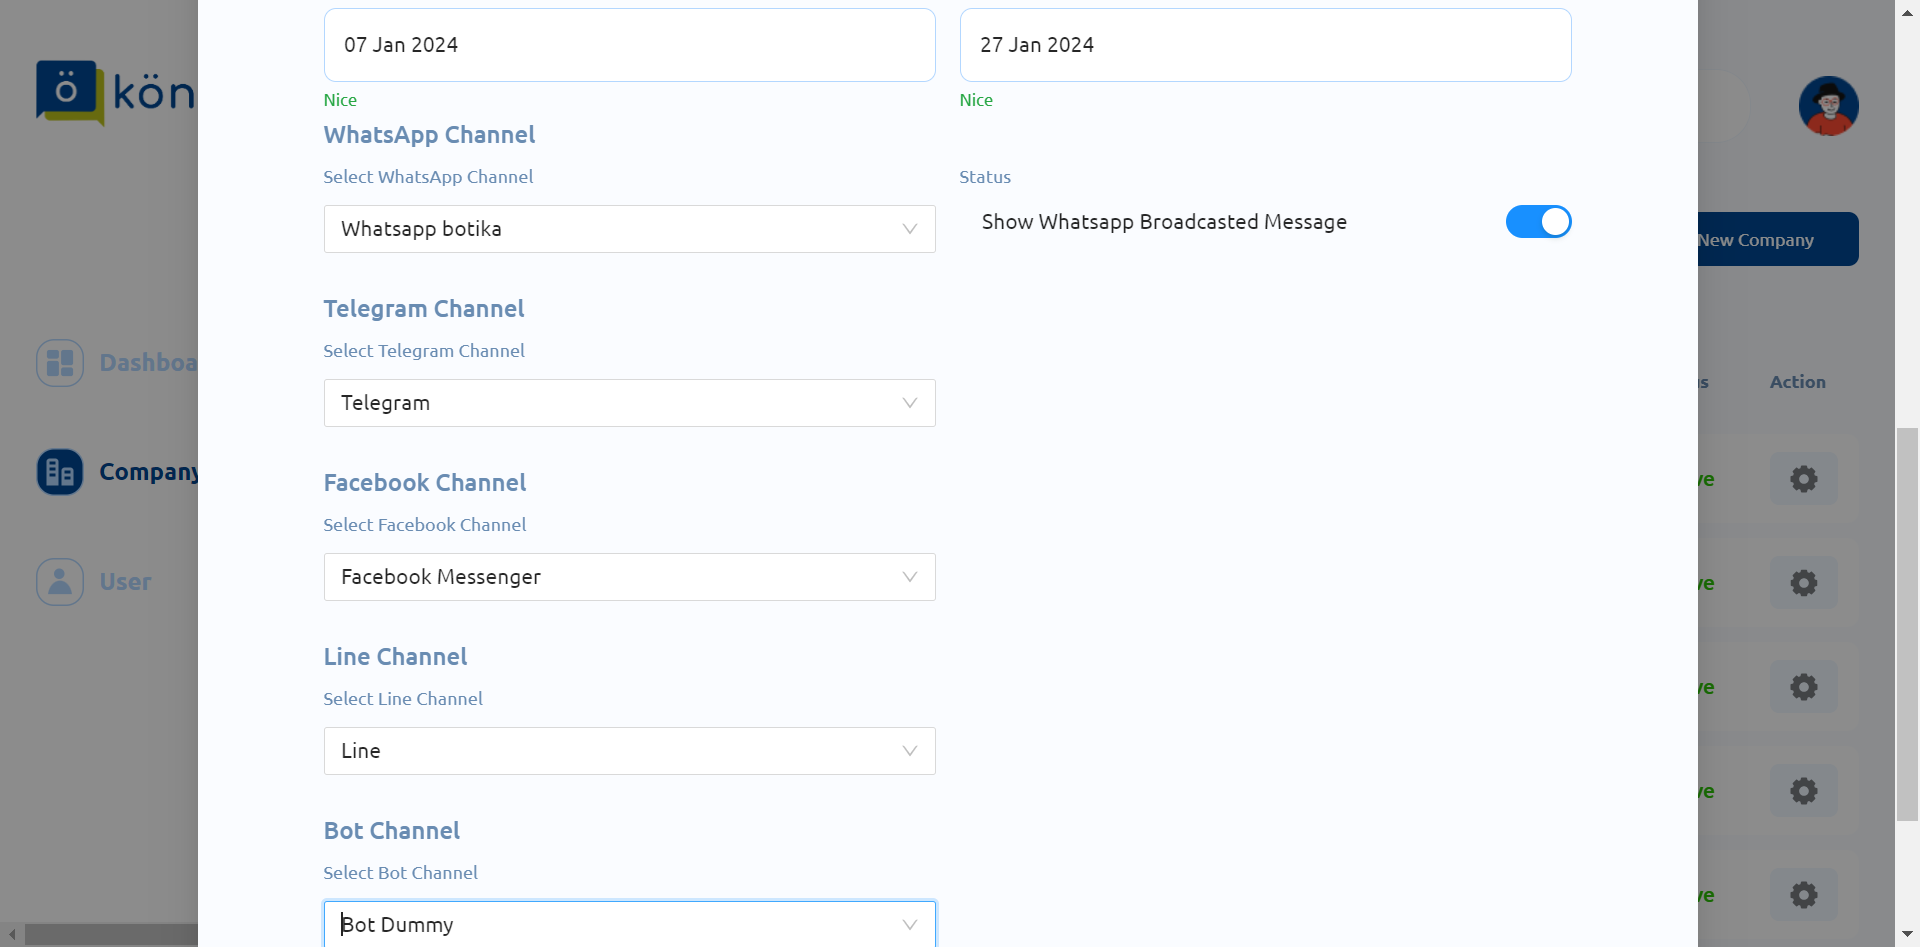 07 Jan 2024
27 Jan 2024
Nice
Nice
WhatsApp Channel
Select WhatsApp Channel
Status
Whatsapp botika
Show Whatsapp Broadcasted Message
New Company
Telegram Channel
Select Telegram Channel
Telegram
Facebook Channel
Select Facebook Channel
Facebook Messenger
Line Channel
Select Line Channel
Line
Bot Channel
Select Bot Channel
Bot Dummy
ö kön
Dashboa
Company
User
us
Action
ve
ve
ve
ve
ve